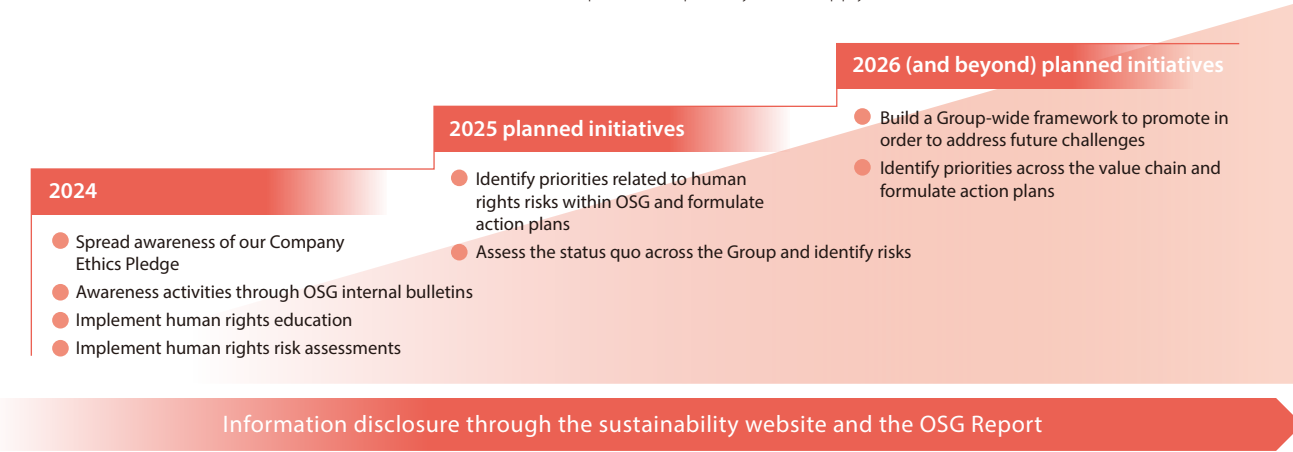 2024
Spread awareness of our Company
Ethics Pledge
Awareness activities through OSG internal bulletins
Implement human rights education
Implement human rights risk assessments
2025 planned initiatives
Identify priorities related to human
rights risks within OSG and formulate
action plans
Assess the status quo across the Group and identify risks
2026 (and beyond) planned initiatives
Build a Group-wide framework to promote in
order to address future challenges
Identify priorities across the value chain and
formulate action plans
Information disclosure through the sustainability website and the OSG Report